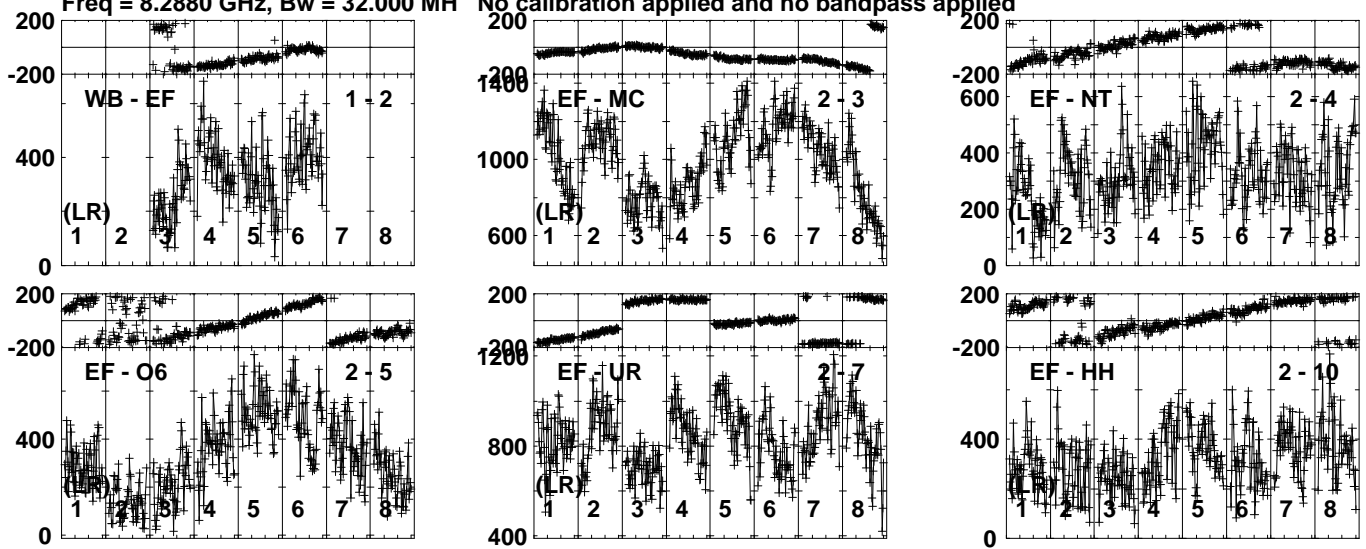 Freq = 8.2880 GHz, Bw = 32.000 MH No calibration applied and no bandpass applied
200
-200
WB - EF 1 - 2
400
(LR)
1 2 3 4 5 6 7 8
0
200
-200
1400
EF - MC 2 - 3
1000
(LR)
600
1 2 3 4 5 6 7 8
200
-200
600
EF - NT 2 - 4
400
200
(LR)
1 2 3 4 5 6 7 8
0
200
-200
EF - O6 2 - 5
400
(LR)
1 2 3 4 5 6 7 8
0
200
-200
1200
EF - UR 2 - 7
800
(LR)
1 2 3 4 5 6 7 8
400
200
-200
EF - HH 2 - 10
400
(LR)
1 2 3 4 5 6 7 8
0